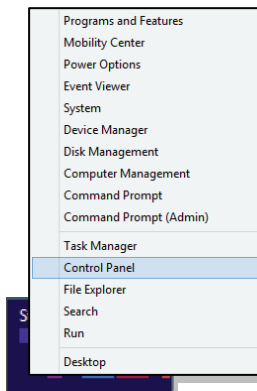 Programs and Features
Mobility Center
Power Options
Event Viewer
System
Device Manager
Disk Management
Computer Management
Command Prompt
Command Prompt (Admin)
Task Manager
Control Panel
File Explorer
Search
Run
Desktop